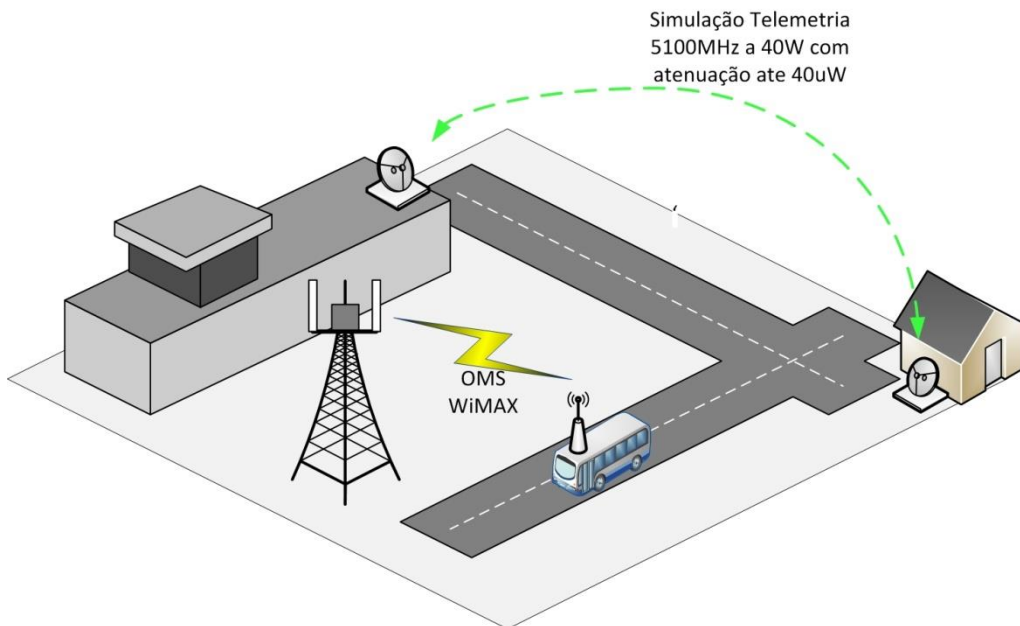 Simulação Telemetria
5100MHz a 40W com
atenuação ate 40uW
OMS
WiMAX